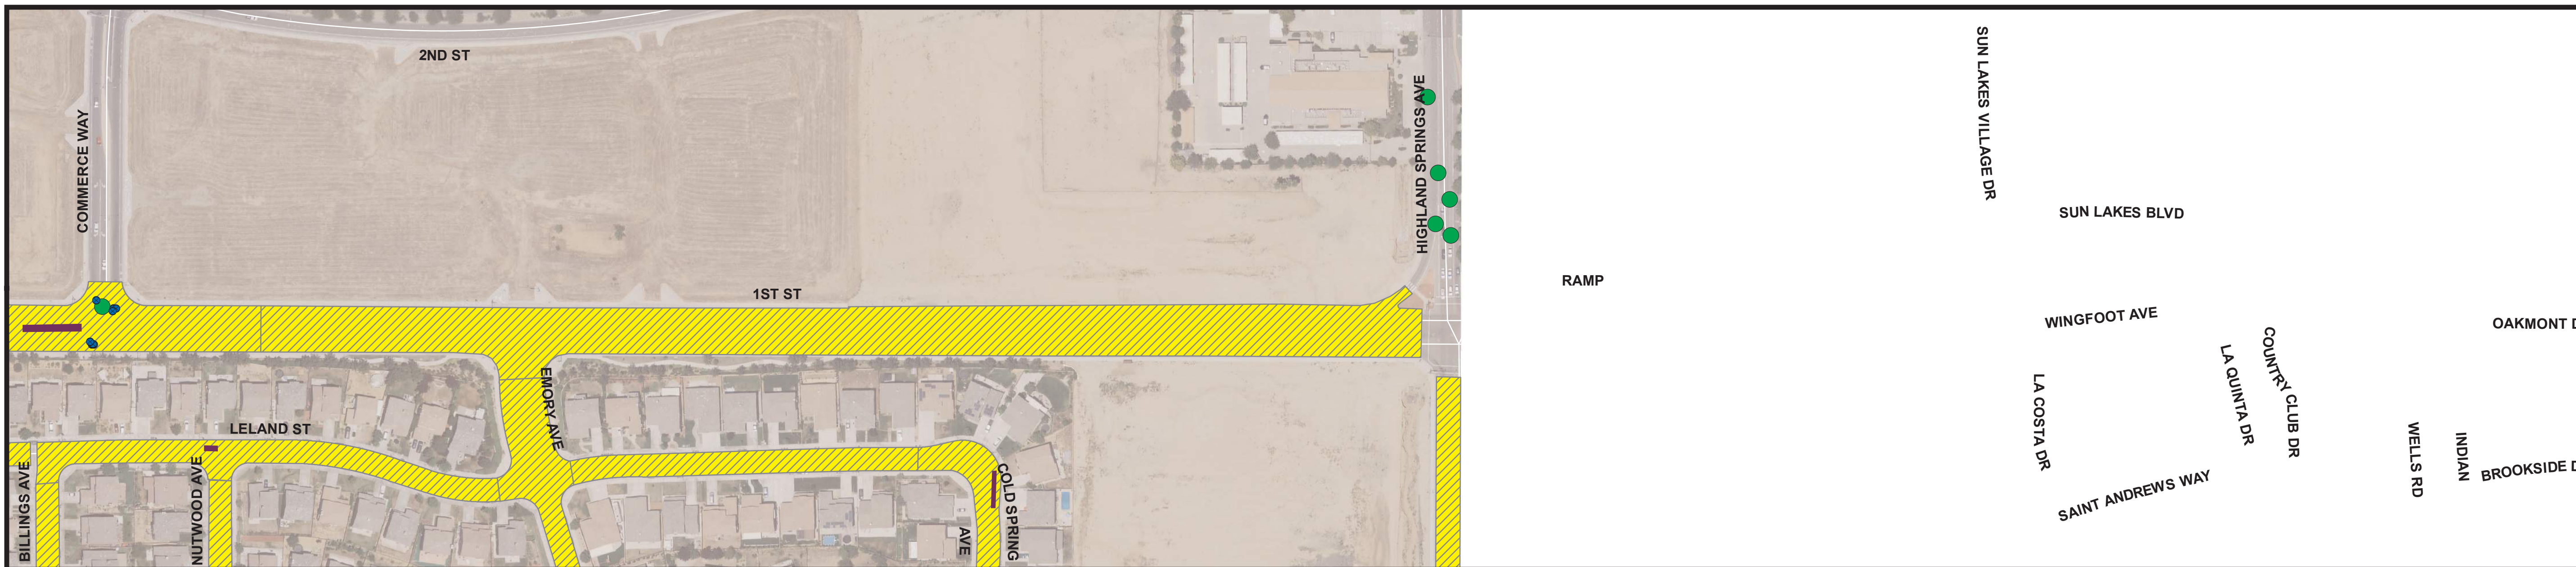 2ND ST
COMMERCE WAY
HIGHLAND SPRINGS AVE
SUN LAKES VILLAGE DR
SUN LAKES BLVD
1ST ST
RAMP
WINGFOOT AVE
OAKMONT D
LA QUINTA DR
COUNTRY CLUB DR
LA COSTA DR
EMORY AVE
LELAND ST
BILLINGS AVE
NUTWOOD AVE
COLD SPRING
AVE
WELLS RD
INDIAN
BROOKSIDE D
SAINT ANDREWS WAY